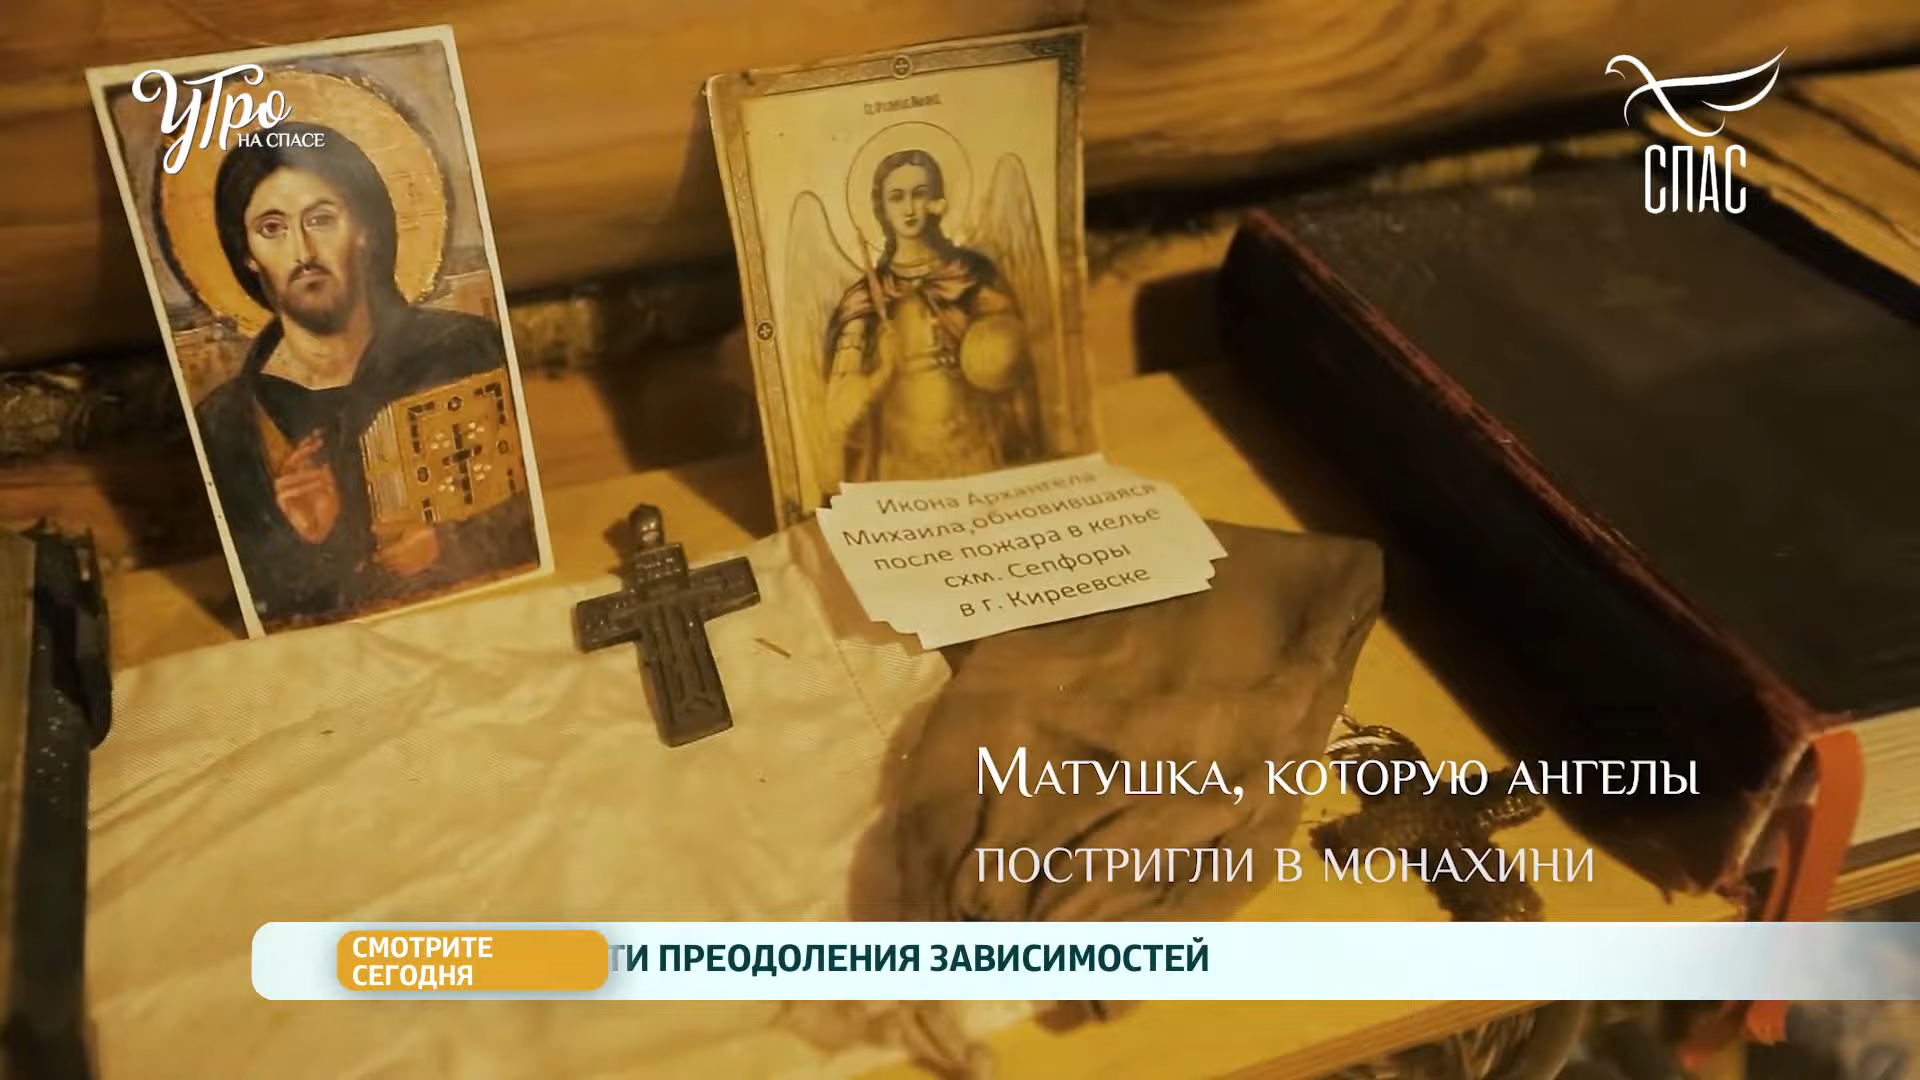 Утро
НА СПАСЕ
СПАС
Икона Архангела
Михаила,обновившаяся
после пожара в келье
схм. Сепфоры
в г. Киреевске
Матушка, которую ангелы
постригли в монахини
СМОТРИТЕ
СЕГОДНЯ
ТИ ПРЕОДОЛЕНИЯ ЗАВИСИМОСТЕЙ